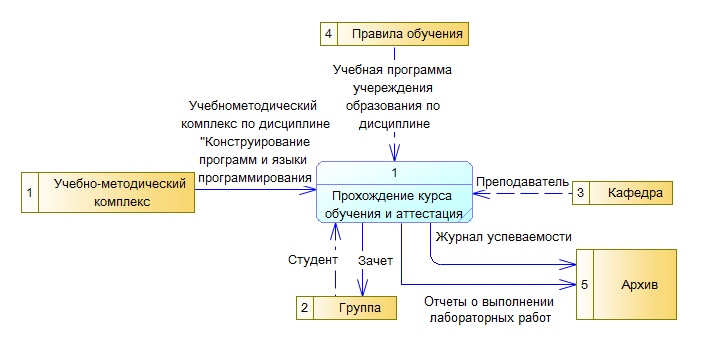 4 Правила обучения
Учебная программа
учереждения
образования по
дисциплине
Учебнометодический
комплекс по дисциплине
"Конструирование
программ и языки
программирования
1 Учебно-методический
комплекс
1
Прохождение курса
обучения и аттестация
Преподаватель
3 Кафедра
Студент
Зачет
Журнал успеваемости
Отчеты о выполнении
лабораторных работ
2 Группа
5 Архив